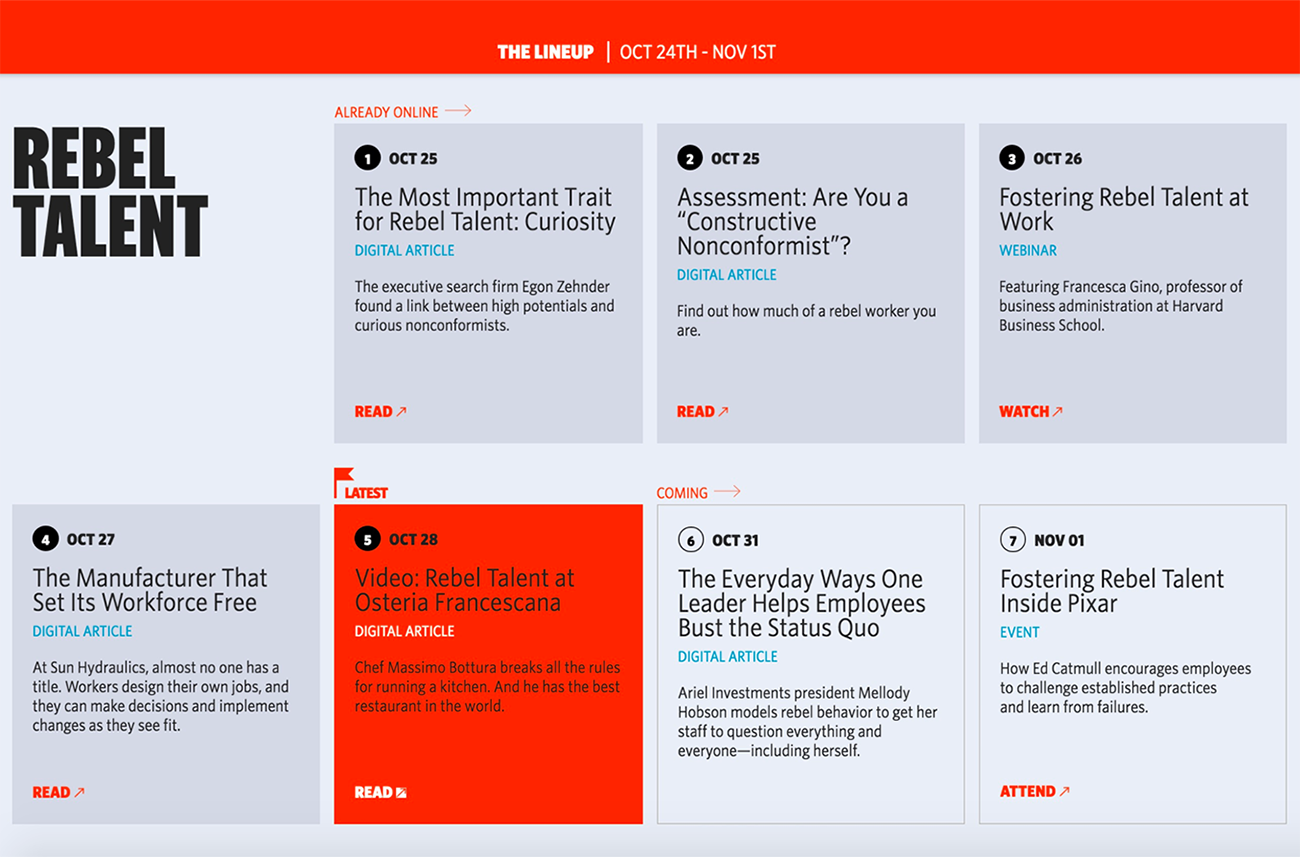 THE LINEUP | OCT 24TH - NOV 1ST
REBEL
TALENT
ALREADY ONLINE
1 OCT 25
The Most Important Trait
for Rebel Talent: Curiosity
DIGITAL ARTICLE
The executive search firm Egon Zehnder
found a link between high potentials and
curious nonconformists.
READ
2 OCT 25
Assessment: Are You a
“Constructive
Nonconformist”?
DIGITAL ARTICLE
Find out how much of a rebel worker you
are.
READ
3 OCT 26
Fostering Rebel Talent at
Work
WEBINAR
Featuring Francesca Gino, professor of
business administration at Harvard
Business School.
WATCH
4 OCT 27
The Manufacturer That
Set Its Workforce Free
DIGITAL ARTICLE
At Sun Hydraulics, almost no one has a
title. Workers design their own jobs, and
they can make decisions and implement
changes as they see fit.
READ
LATEST
5 OCT 28
Video: Rebel Talent at
Osteria Francescana
DIGITAL ARTICLE
Chef Massimo Bottura breaks all the rules
for running a kitchen. And he has the best
restaurant in the world.
READ
COMING
6 OCT 31
The Everyday Ways One
Leader Helps Employees
Bust the Status Quo
DIGITAL ARTICLE
Ariel Investments president Mellody
Hobson models rebel behavior to get her
staff to question everything and
everyone—including herself.
7 NOV 01
Fostering Rebel Talent
Inside Pixar
EVENT
How Ed Catmull encourages employees
to challenge established practices
and learn from failures.
ATTEND